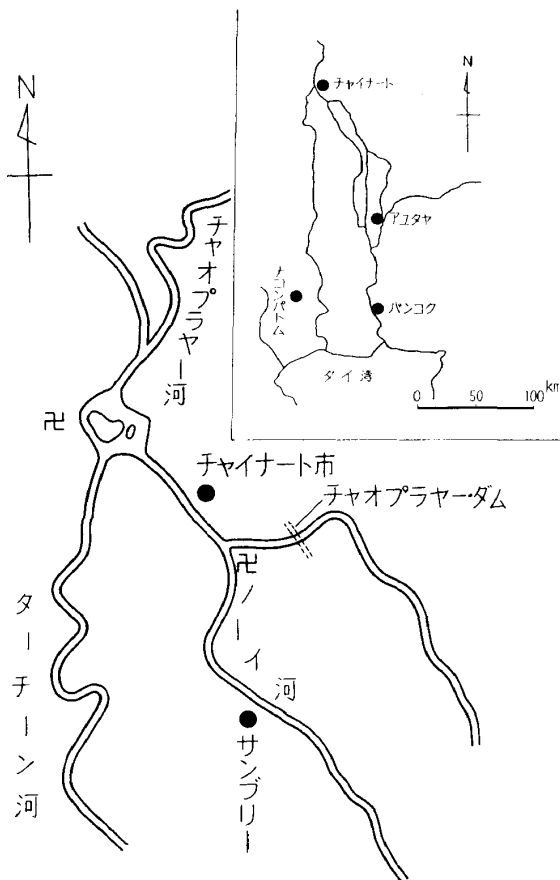 N
チャオプラヤー河
卍
チャイナート市
チャオプラヤー・ダム
卍
ノーイ河
ターチーン河
サンブリー
チャイナート
N
アユタヤ
ナコンパトム
バンコク
タイ湾
0 50 100 km